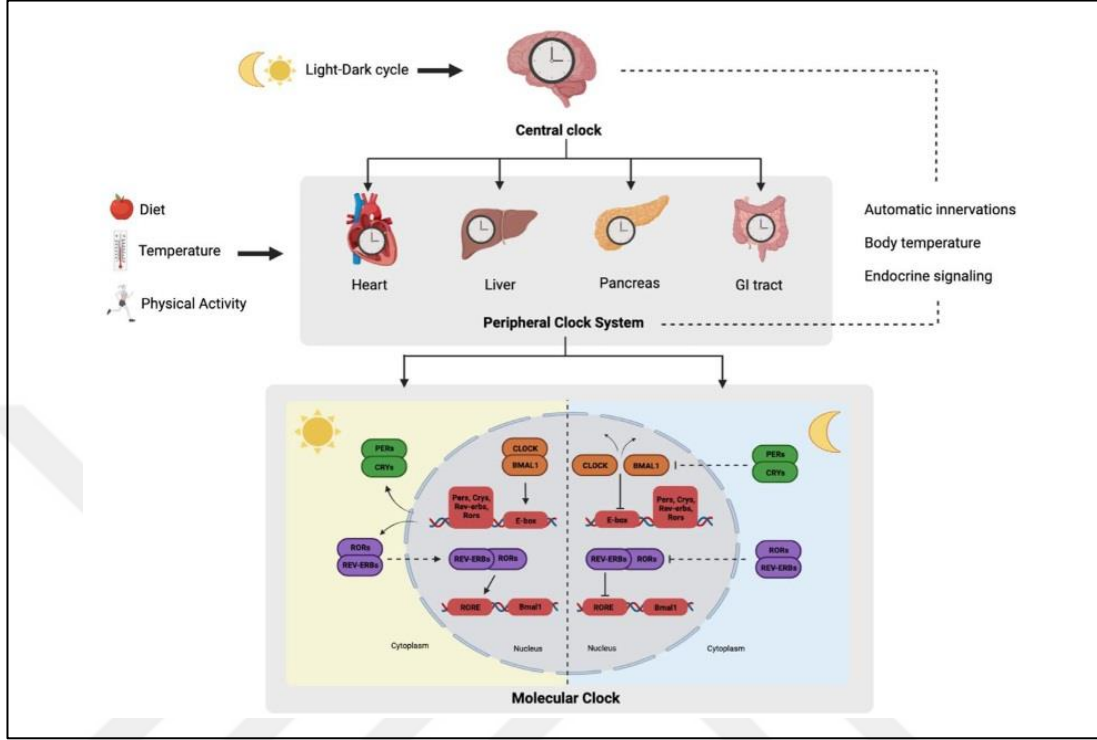 Light-Dark cycle
Central clock
Diet
Temperature
Physical Activity
Heart
Liver
Pancreas
GI tract
Peripheral Clock System
Automatic innervations
Body temperature
Endocrine signaling
PERs
CRYs
CLOCK
BMAL1
Pers, Crys,
Rev-erbs,
Rors
E-box
RORs
REV-ERBs
REV-ERBs
RORs
RORE
Bmal1
Cytoplasm
Nucleus
CLOCK
BMAL1
PERs
CRYs
E-box
Pers, Crys,
Rev-erbs,
Rors
REV-ERBs
RORs
RORs
REV-ERBs
RORE
Bmal1
Nucleus
Cytoplasm
Molecular Clock